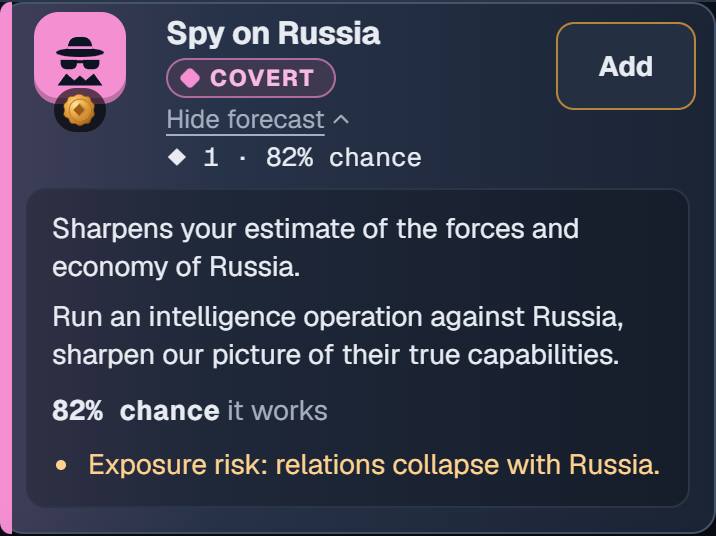 Spy on Russia
Add
COVERT
Hide forecast
1 · 82% chance
Sharpens your estimate of the forces and
economy of Russia.
Run an intelligence operation against Russia,
sharpen our picture of their true capabilities.
82% chance it works
• Exposure risk: relations collapse with Russia.